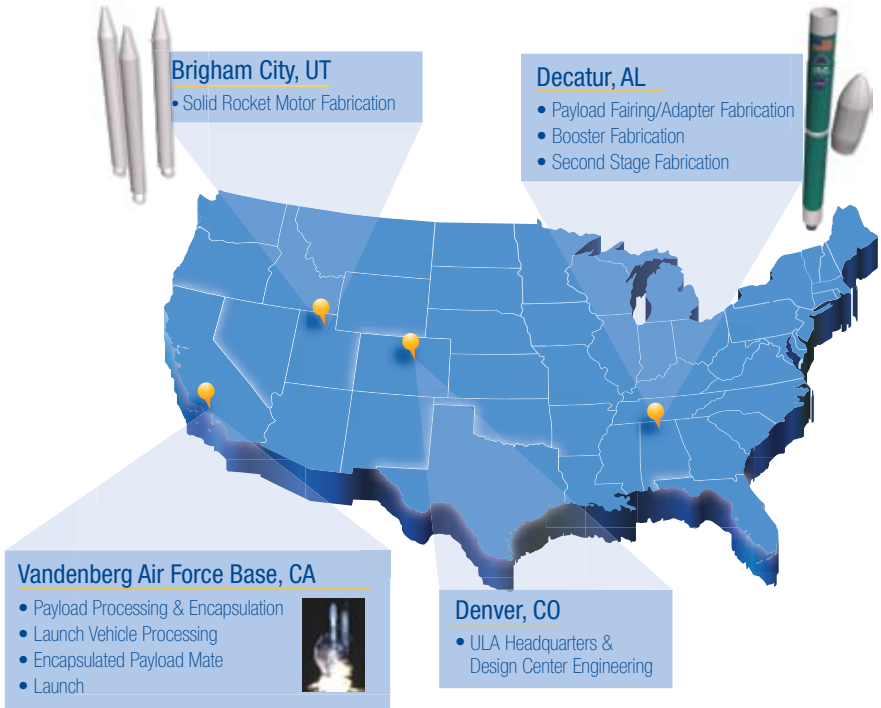 Brigham City, UT
• Solid Rocket Motor Fabrication
Decatur, AL
• Payload Fairing/Adapter Fabrication
• Booster Fabrication
• Second Stage Fabrication
Vandenberg Air Force Base, CA
• Payload Processing & Encapsulation
• Launch Vehicle Processing
• Encapsulated Payload Mate
• Launch
Denver, CO
• ULA Headquarters &
Design Center Engineering